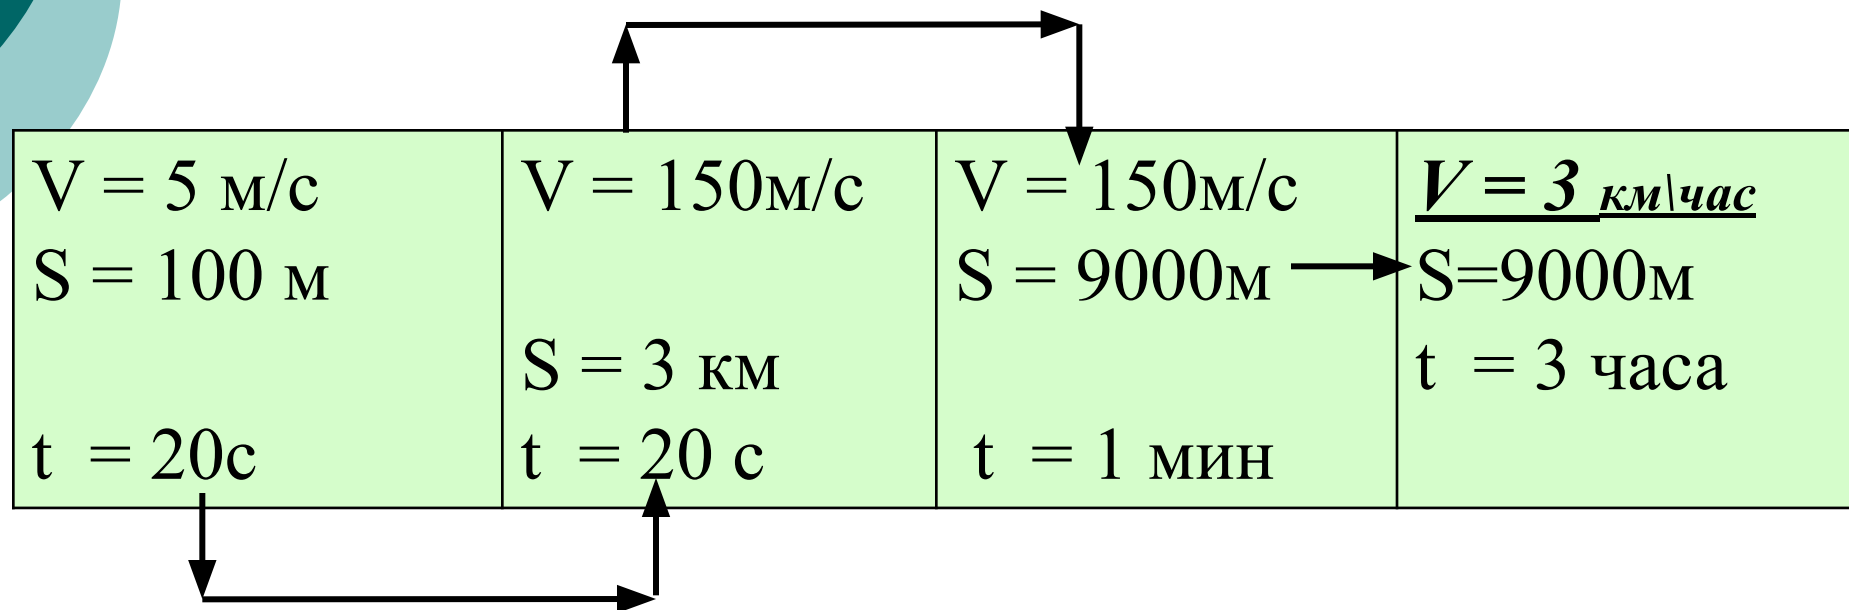 V = 5 м/с
S = 100 м
t = 20с
V = 150м/с
S = 3 км
t = 20 с
V = 150м/с
S = 9000м
t = 1 мин
V = 3 км\час
S=9000м
t = 3 часа